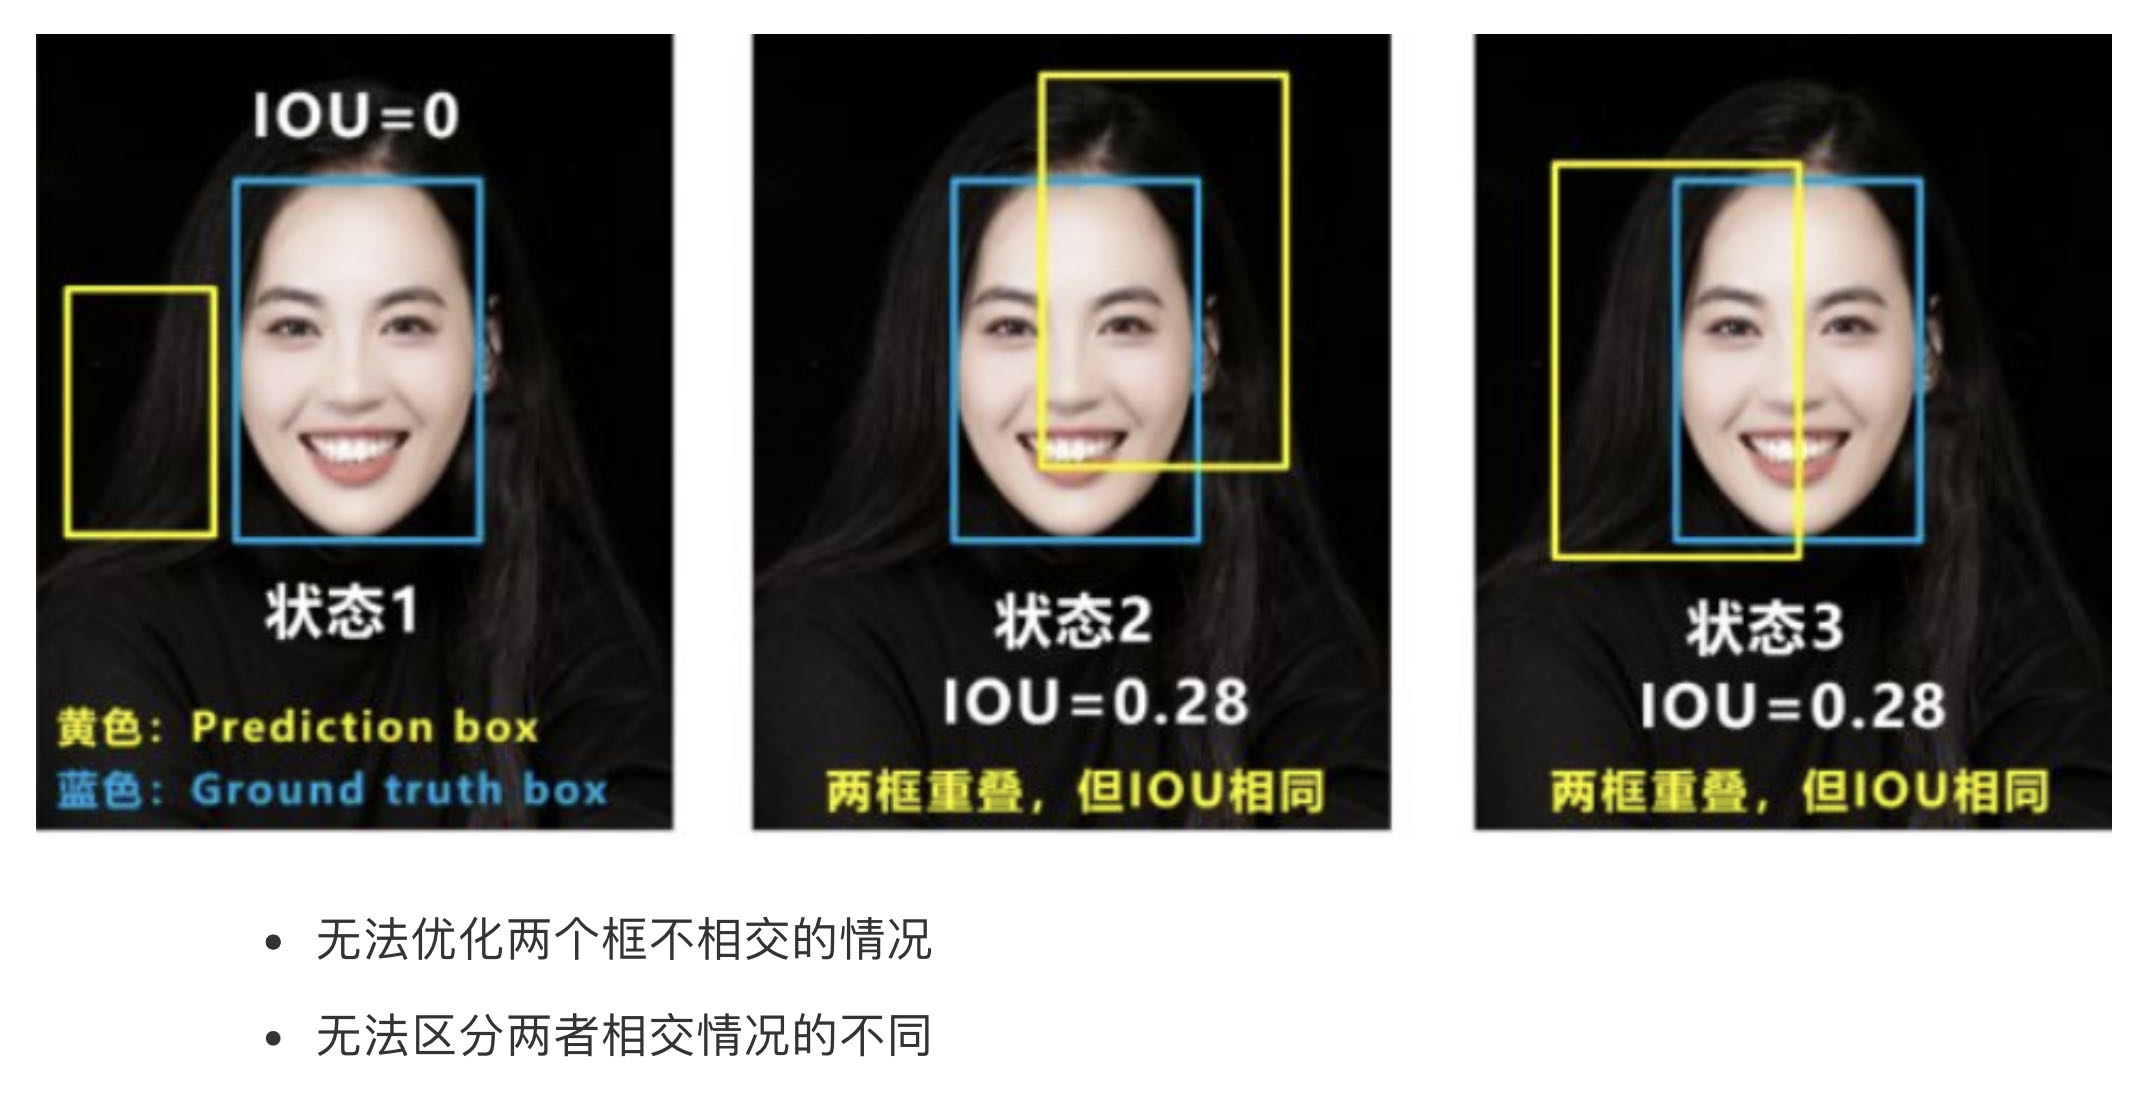 IOU=0
状态1
黄色：Prediction box
蓝色：Ground truth box
状态2
IOU=0.28
两框重叠，但IOU相同
状态3
IOU=0.28
两框重叠，但IOU相同
• 无法优化两个框不相交的情况
• 无法区分两者相交情况的不同